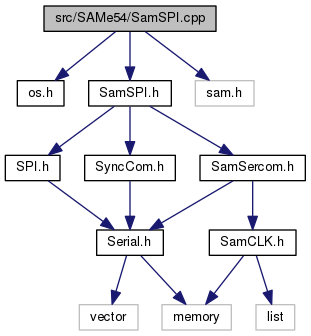 src/SAMe54/SamSPI.cpp
os.h
SamSPI.h
sam.h
SPI.h
SyncCom.h
SamSercom.h
Serial.h
SamCLK.h
vector
memory
list